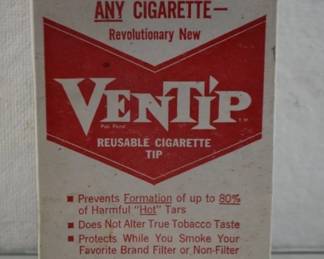 ANY CIGARETTE—
Revolutionary New
VENTIP
REUSABLE CIGARETTE
TIP
■ Prevents Formation of up to 80%
of Harmful "Hot" Tars
■ Does Not Alter True Tobacco Taste
■ Protects While You Smoke Your
Favorite Brand Filter or Non-Filter